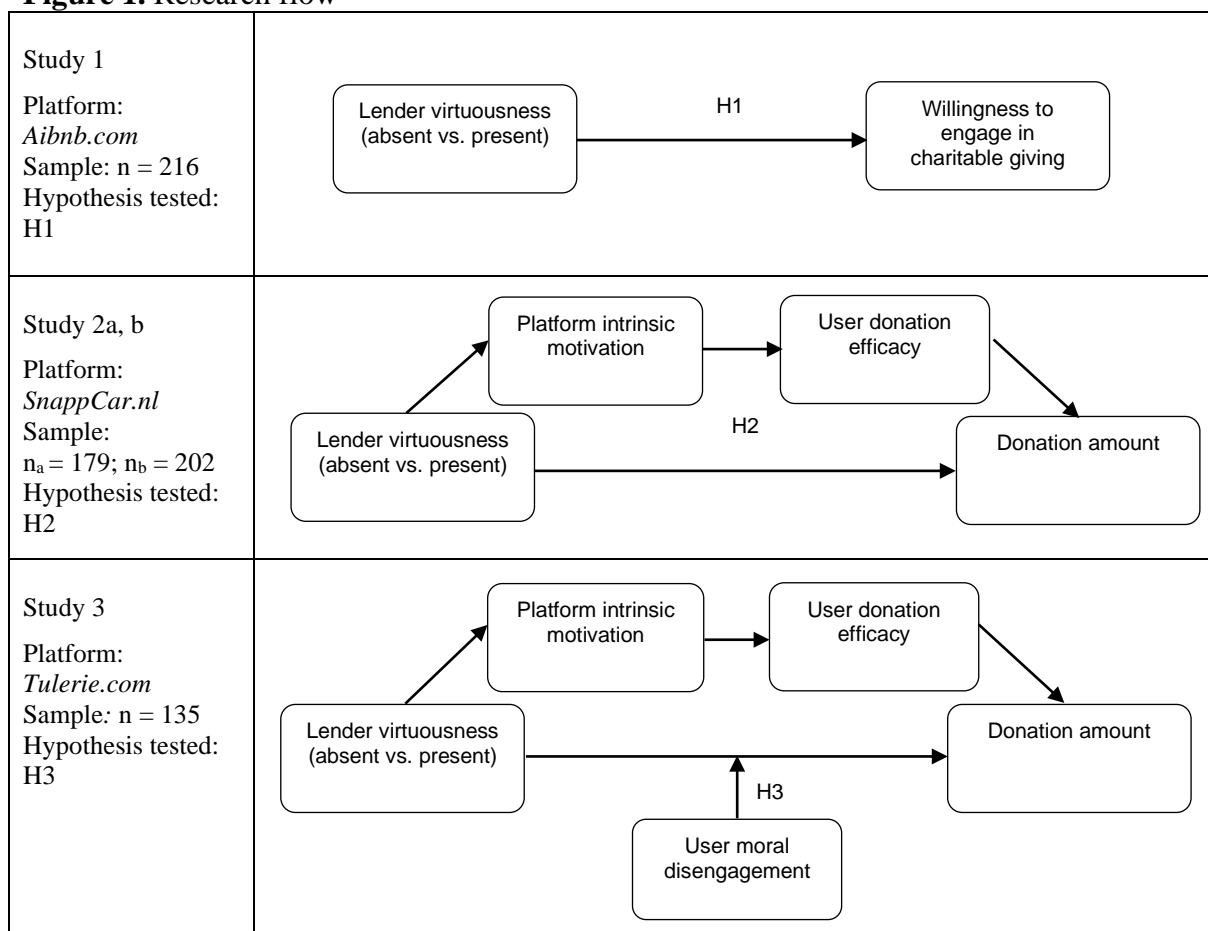 Figure 1. Research flow
Study 1
Platform:
Aibnb.com
Sample: n = 216
Hypothesis tested:
H1
Lender virtuousness
(absent vs. present)
H1
Willingness to
engage in
charitable giving
Study 2a, b
Platform:
SnappCar.nl
Sample:
na = 179; nb = 202
Hypothesis tested:
H2
Platform intrinsic
motivation
User donation
efficacy
Lender virtuousness
(absent vs. present)
H2
Donation amount
Study 3
Platform:
Tulerie.com
Sample: n = 135
Hypothesis tested:
H3
Platform intrinsic
motivation
User donation
efficacy
Lender virtuousness
(absent vs. present)
Donation amount
H3
User moral
disengagement